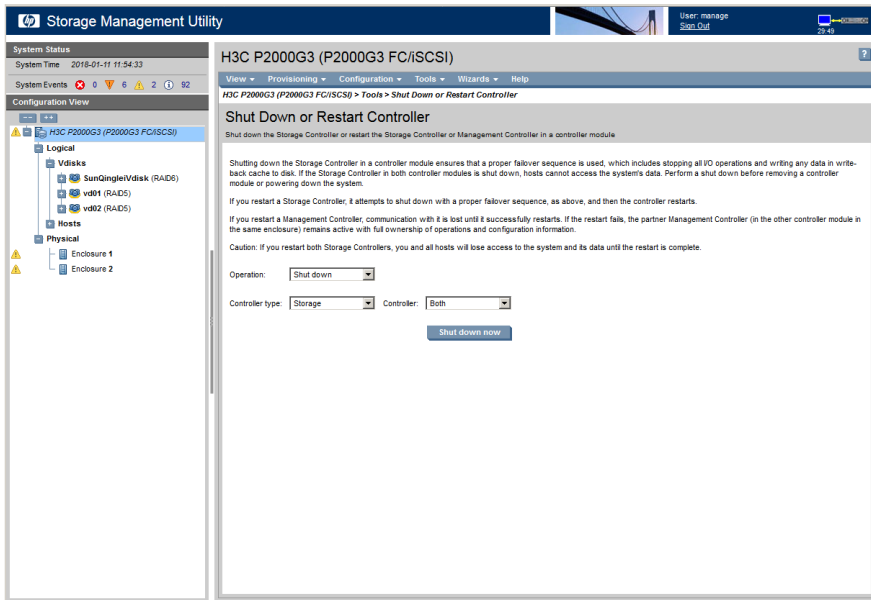 hp Storage Management Utility
User: manage
Sign Out
29:49
System Status
System Time 2018-01-11 11:54:33
System Events 0 6 2 92
Configuration View
H3C P2000G3 (P2000G3 FC/iSCSI)
Logical
Vdisks
SunQingleiVdisk (RAID6)
vd01 (RAID5)
vd02 (RAID5)
Hosts
Physical
Enclosure 1
Enclosure 2
H3C P2000G3 (P2000G3 FC/iSCSI)
?
View Provisioning Configuration Tools Wizards Help
H3C P2000G3 (P2000G3 FC/iSCSI) > Tools > Shut Down or Restart Controller
Shut Down or Restart Controller
Shut down the Storage Controller or restart the Storage Controller or Management Controller in a controller module
Shutting down the Storage Controller in a controller module ensures that a proper failover sequence is used, which includes stopping all I/O operations and writing any data in write-
back cache to disk. If the Storage Controller in both controller modules is shut down, hosts cannot access the system's data. Perform a shut down before removing a controller
module or powering down the system.
If you restart a Storage Controller, it attempts to shut down with a proper failover sequence, as above, and then the controller restarts.
If you restart a Management Controller, communication with it is lost until it successfully restarts. If the restart fails, the partner Management Controller (in the other controller module in
the same enclosure) remains active with full ownership of operations and configuration information.
Caution: If you restart both Storage Controllers, you and all hosts will lose access to the system and its data until the restart is complete.
Operation: Shut down
Controller type: Storage Controller: Both
Shut down now